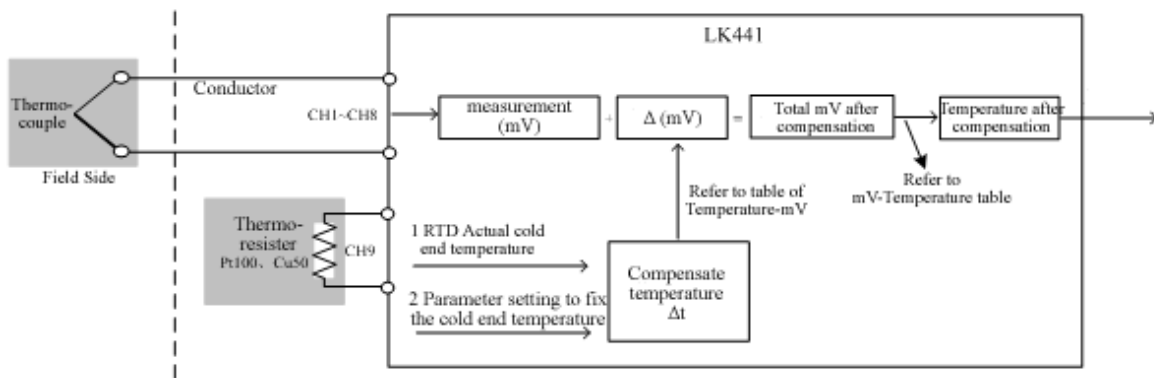 LK441
Thermo-
couple
Field Side
Conductor
CH1~CH8
measurement
(mV)
+
Δ (mV)
=
Total mV after
compensation
Temperature after
compensation
Refer to
mV-Temperature table
Refer to table of
Temperature-mV
Thermo-
resister
Pt100、Cu50
CH9
1 RTD Actual cold
end temperature
2 Parameter setting to fix
the cold end temperature
Compensate
temperature
Δt